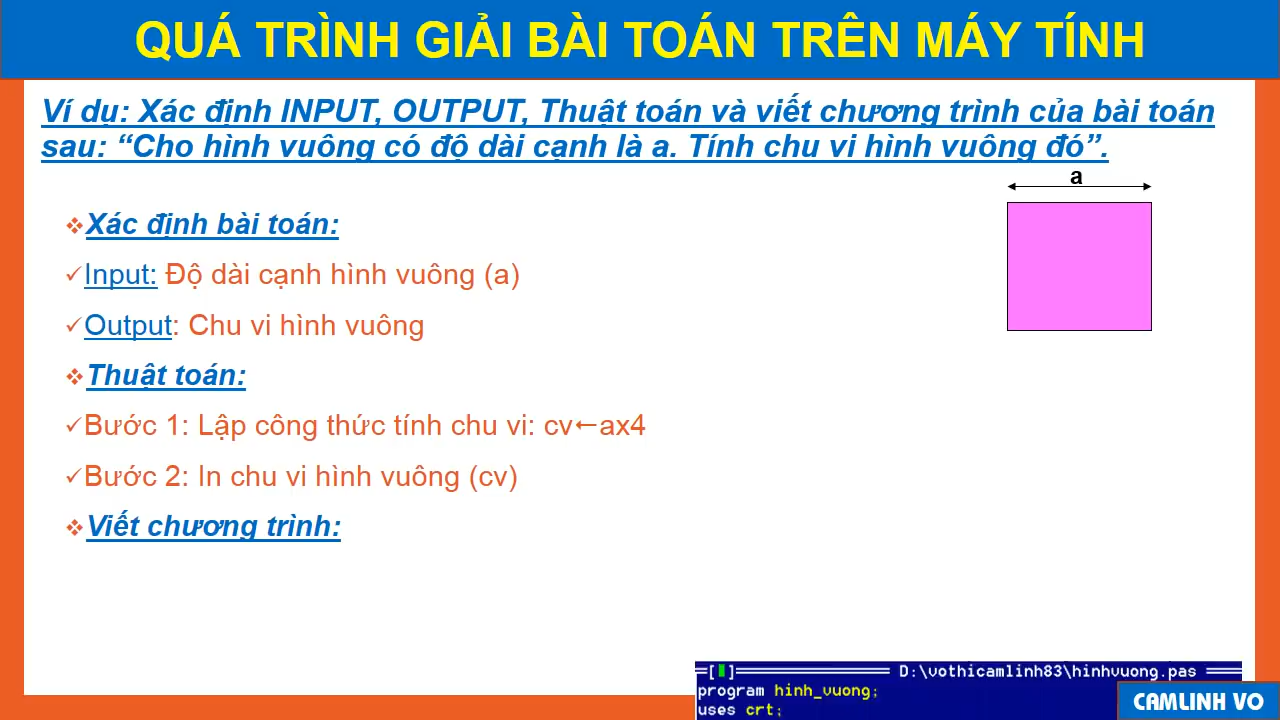 QUÁ TRÌNH GIẢI BÀI TOÁN TRÊN MÁY TÍNH
Ví dụ: Xác định INPUT, OUTPUT, Thuật toán và viết chương trình của bài toán
sau: “Cho hình vuông có độ dài cạnh là a. Tính chu vi hình vuông đó”.
a
Xác định bài toán:
Input: Độ dài cạnh hình vuông (a)
Output: Chu vi hình vuông
Thuật toán:
Bước 1: Lập công thức tính chu vi: cv←ax4
Bước 2: In chu vi hình vuông (cv)
Viết chương trình:
D:\vothicamlinh83\hinhvuong.pas
program hinh_vuong;
uses crt;
CAMLINH VO